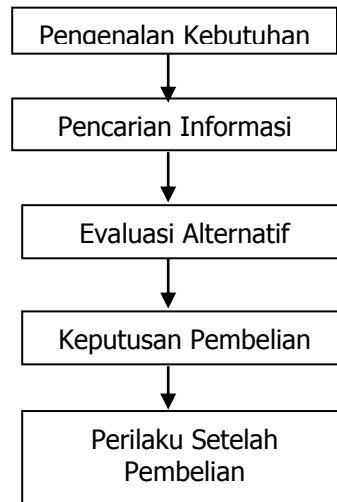 Pengenalan Kebutuhan
Pencarian Informasi
Evaluasi Alternatif
Keputusan Pembelian
Perilaku Setelah
Pembelian